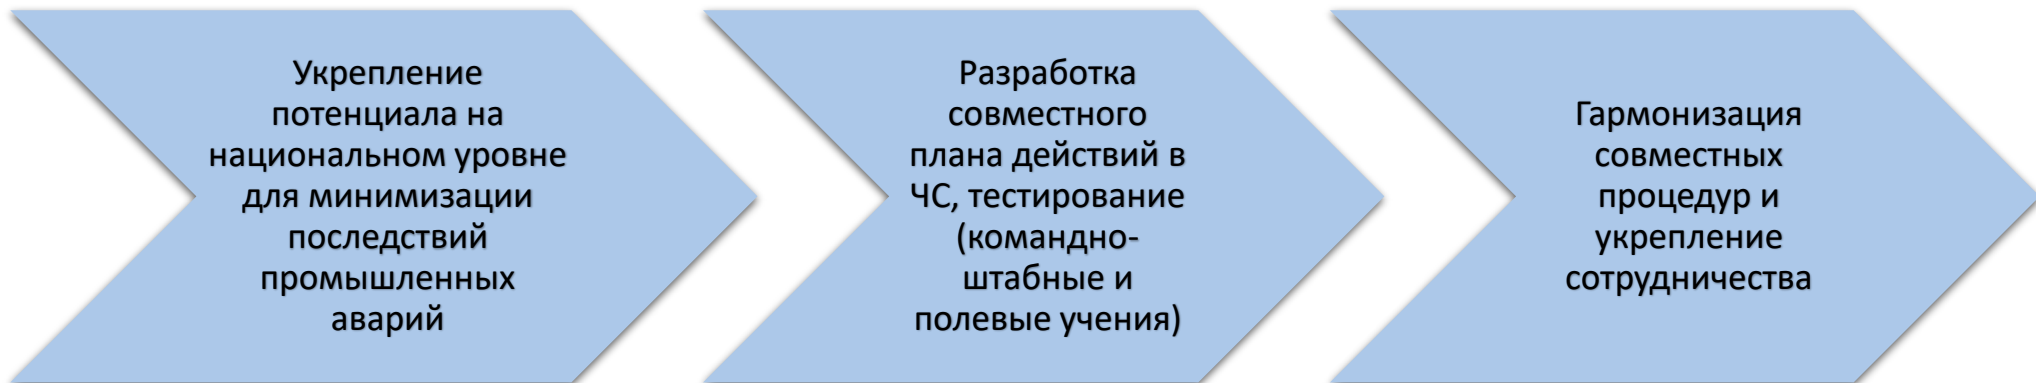 Укрепление
потенциала на
национальном уровне
для минимизации
последствий
промышленных
аварий
Разработка
совместного
плана действий в
ЧС, тестирование
(командно-
штабные и
полевые учения)
Гармонизация
совместных
процедур и
укрепление
сотрудничества